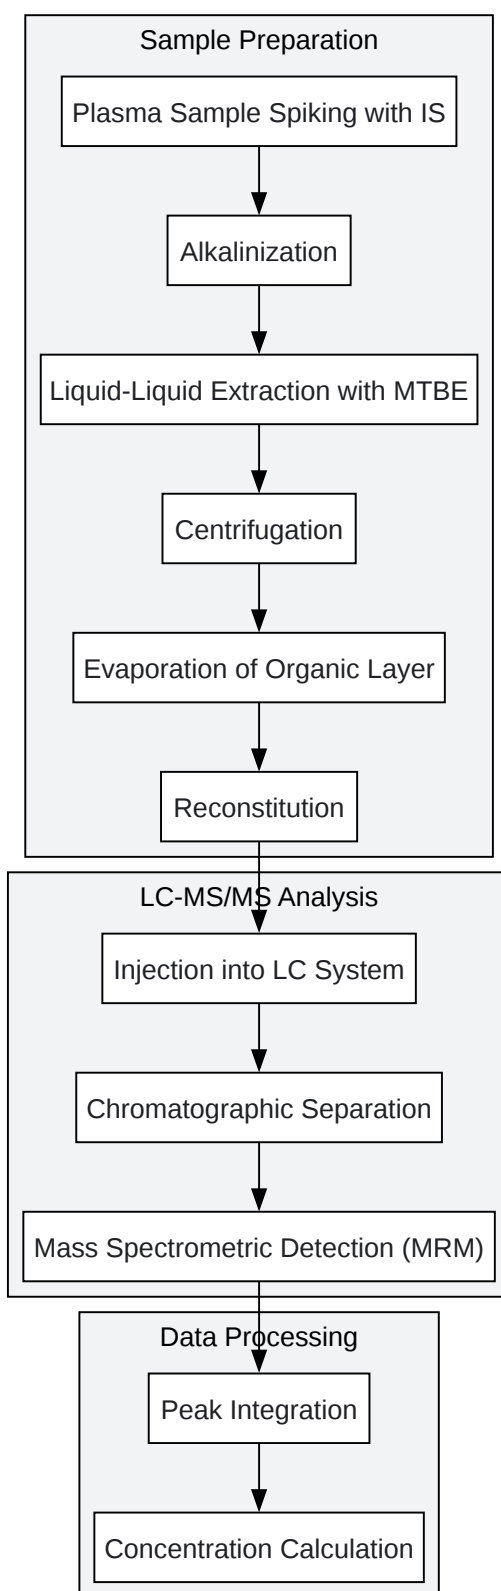 Sample Preparation
Plasma Sample Spiking with IS
Alkalinization
Liquid-Liquid Extraction with MTBE
Centrifugation
Evaporation of Organic Layer
Reconstitution
LC-MS/MS Analysis
Injection into LC System
Chromatographic Separation
Mass Spectrometric Detection (MRM)
Data Processing
Peak Integration
Concentration Calculation